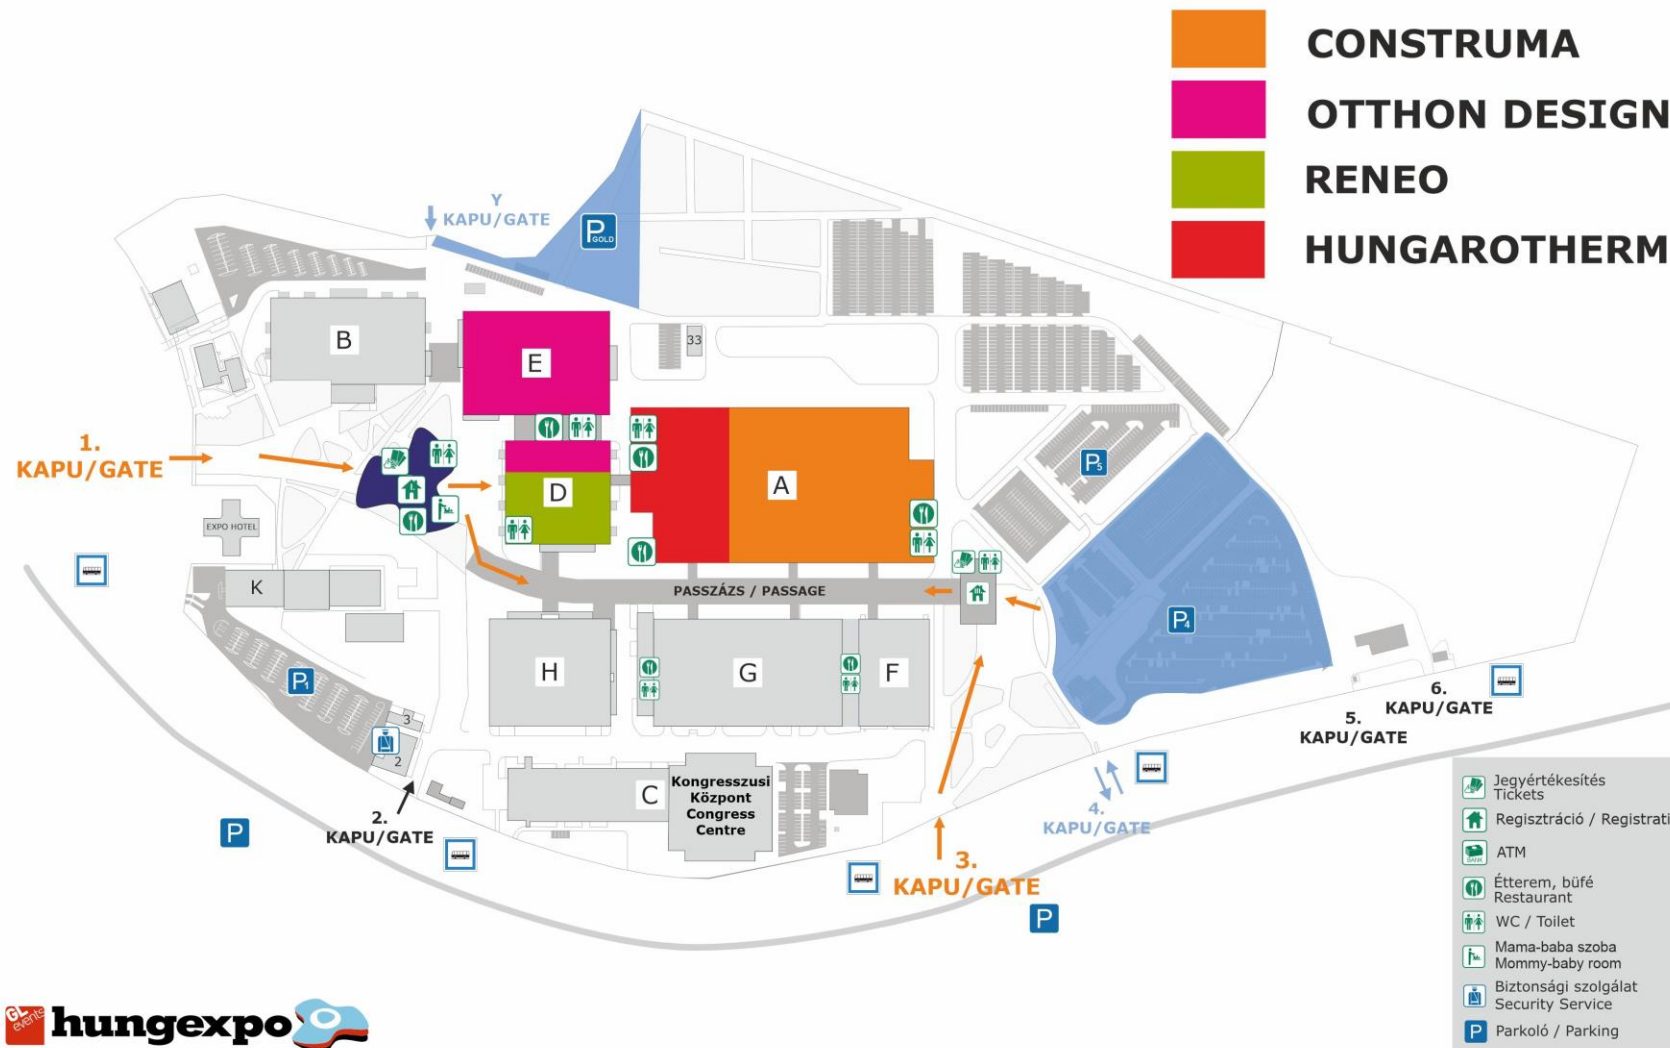 CONSTRUMA
OTTHON DESIGN
RENEO
HUNGAROTHERM
Y
KAPU/GATE
P GOLD
B
E
33
1.
KAPU/GATE
D
A
P5
EXPO HOTEL
K
PASSZÁZS / PASSAGE
P4
H
G
F
P1
3
2
2.
KAPU/GATE
C
Kongresszusi
Központ
Congress
Centre
P
3.
KAPU/GATE
4.
KAPU/GATE
5.
KAPU/GATE
6.
KAPU/GATE
P
Jegyértékesítés
Tickets
Regisztráció / Registrati
BANK
ATM
Étterem, büfé
Restaurant
WC / Toilet
Mama-baba szoba
Mommy-baby room
Biztonsági szolgálat
Security Service
P
Parkoló / Parking
GL
events
hungexpo